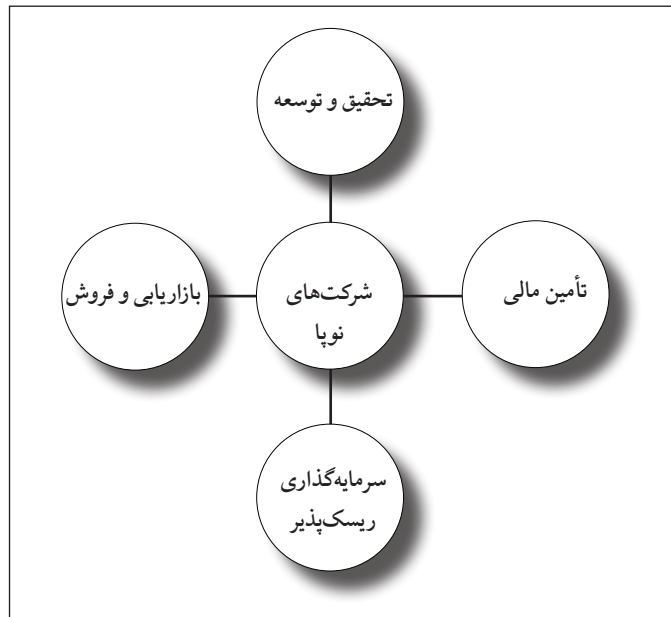 تحقیق و توسعه
تأمین مالی
شرکت‌های
نوپا
بازاریابی و فروش
سرمایه‌گذاری
ریسک‌پذیر